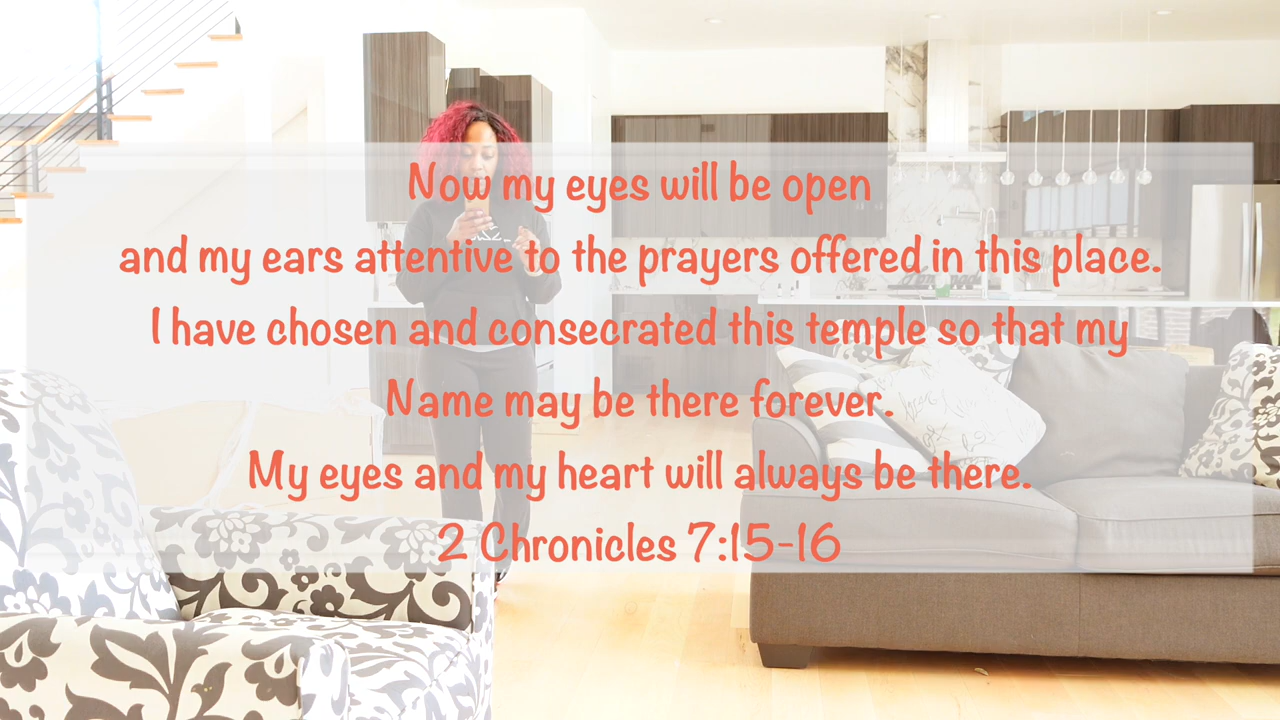 Now my eyes will be open
and my ears attentive to the prayers offered in this place.
I have chosen and consecrated this temple so that my
Name may be there forever.
My eyes and my heart will always be there.
2 Chronicles 7:15-16